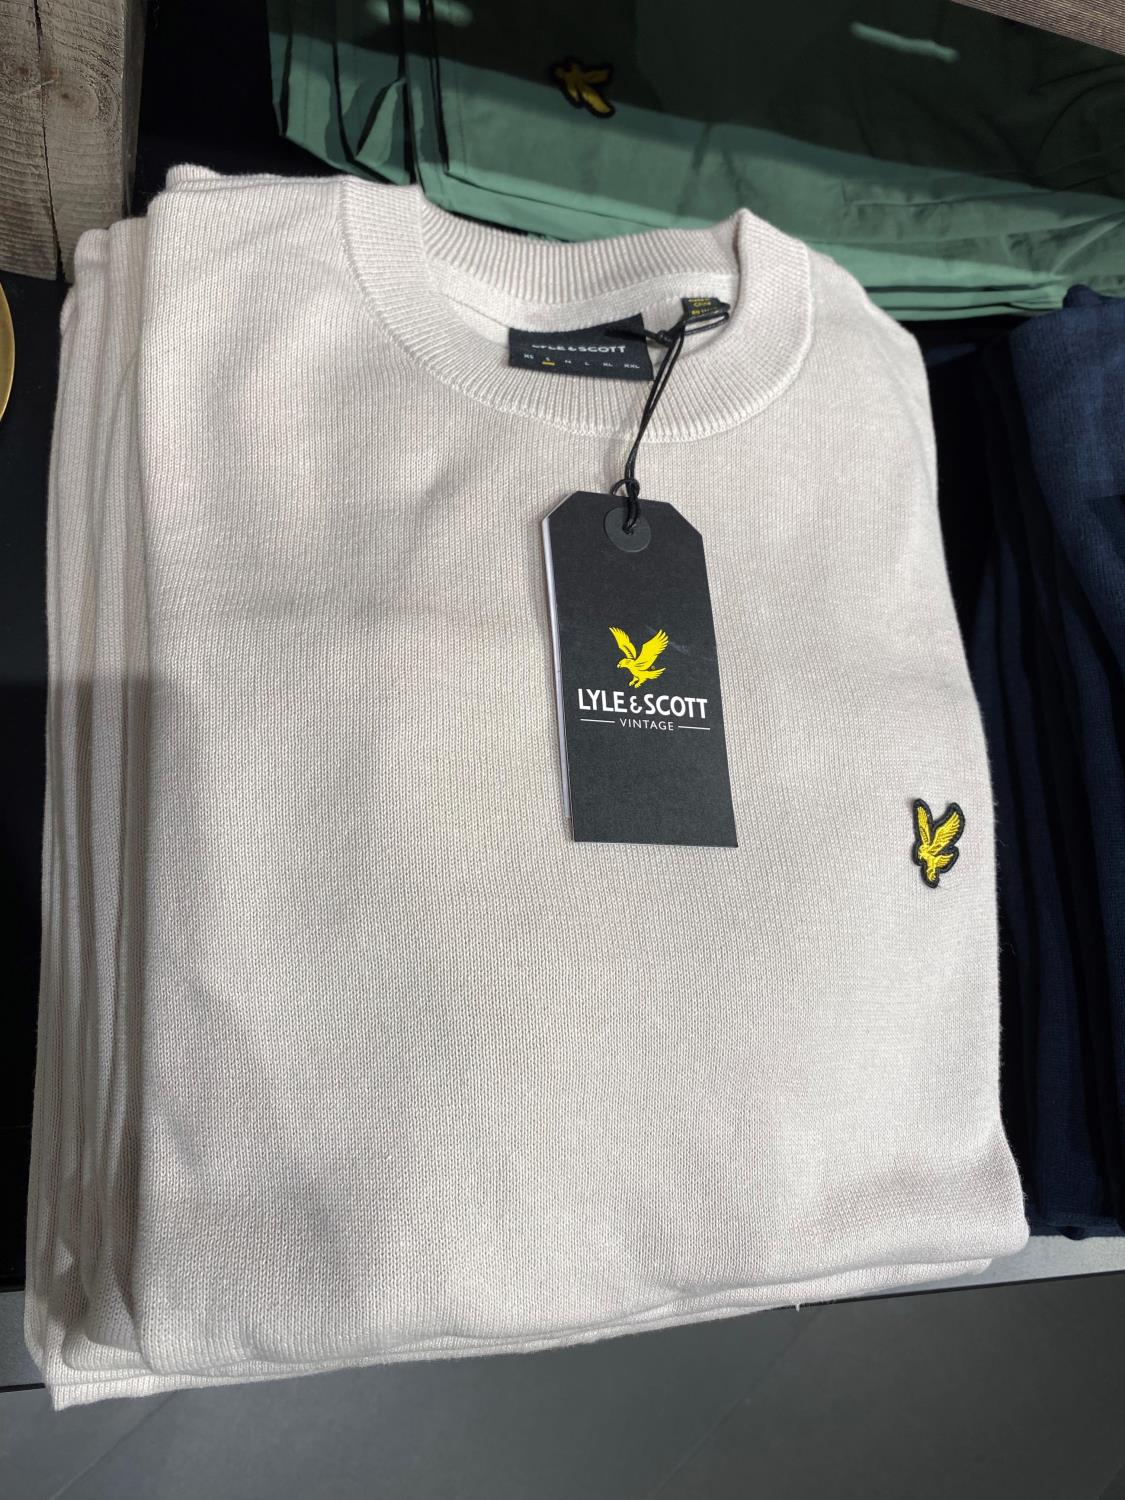 LYLE & SCOTT
XS S M L XL XXL
LYLE & SCOTT
VINTAGE